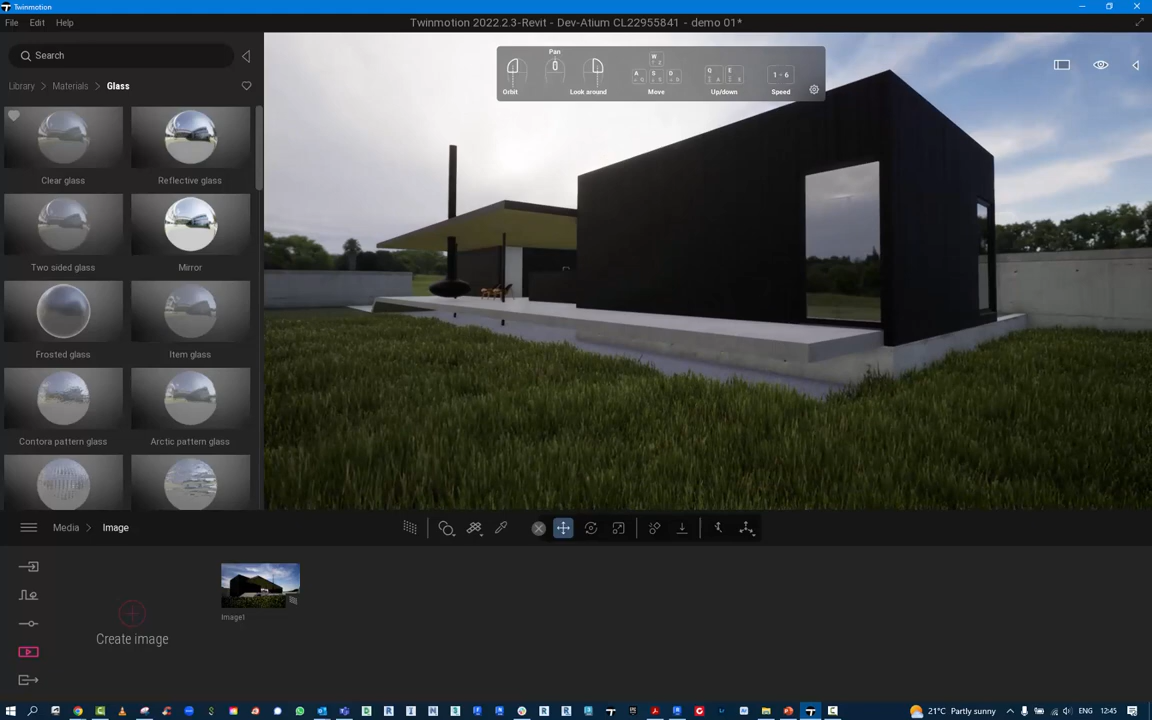 Twinmotion
File Edit Help
Twinmotion 2022.2.3-Revit - Dev-Atium CL22955841 - demo 01*
Search
Library > Materials > Glass
Clear glass
Reflective glass
Two sided glass
Mirror
Frosted glass
Item glass
Contora pattern glass
Arctic pattern glass
Pan
W
A S D
Q E
1 - 6
Orbit
Look around
Move
Up/down
Speed
Media > Image
Create image
Image1
21°C Partly sunny
ENG
12:45